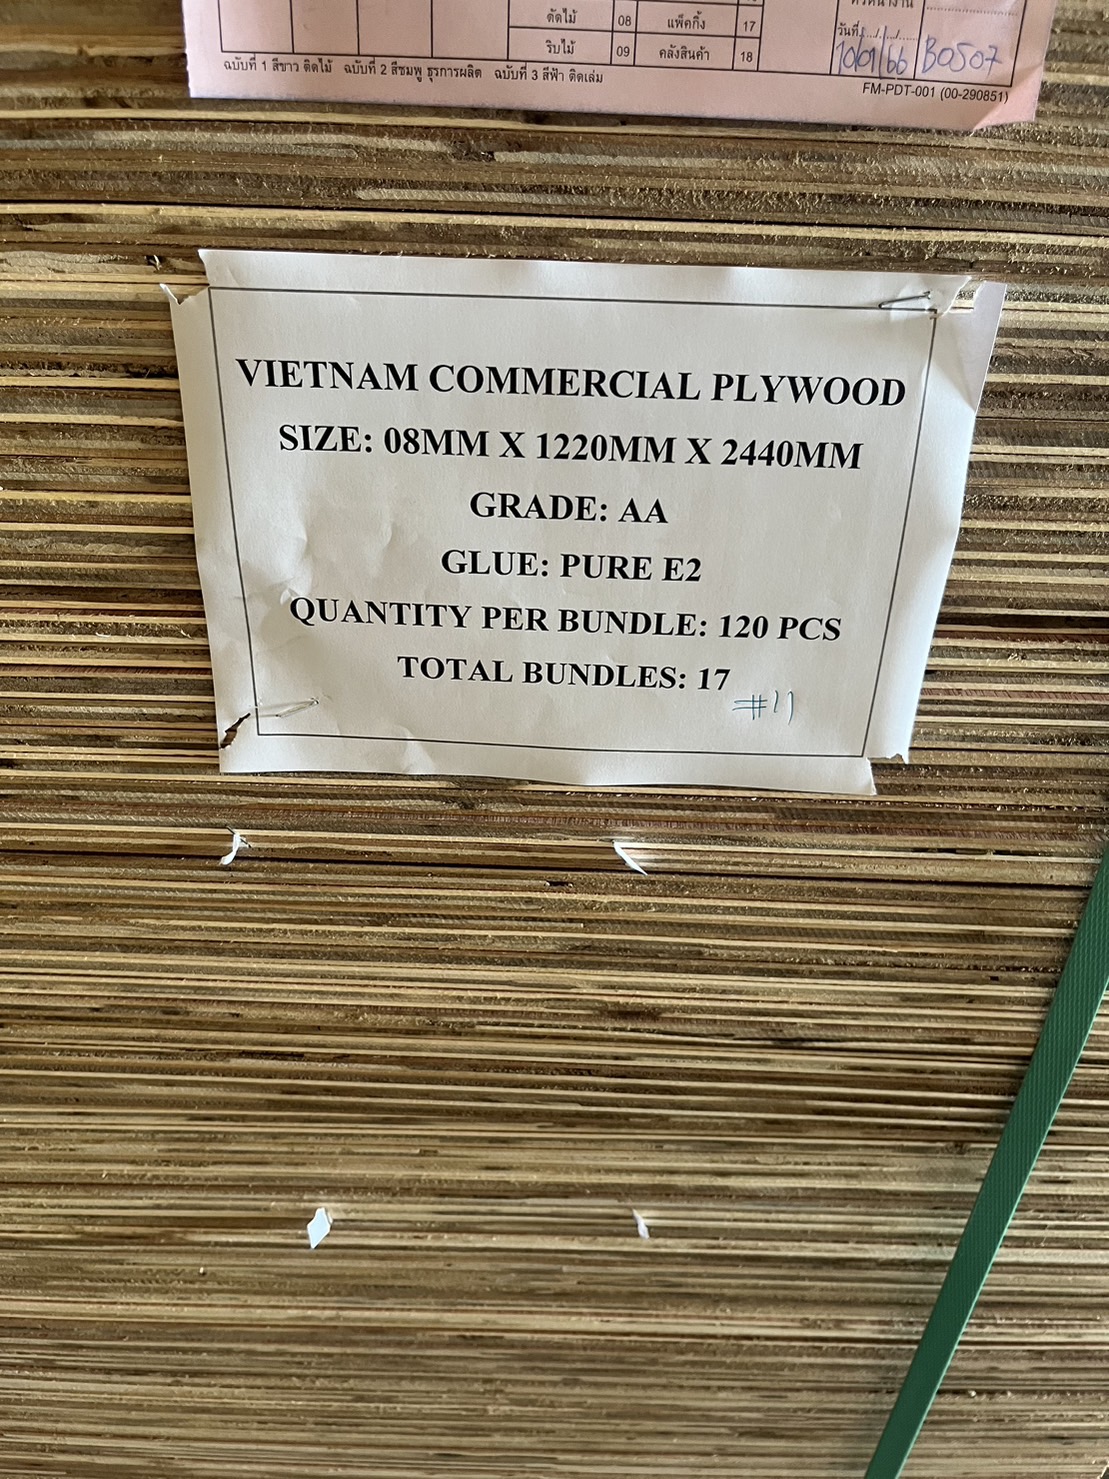 ดัดไม้ 08 แพ็คกิ้ง 17
วันที่
ริบไม้ 09 คลังสินค้า 18
10/01/66 B0507
ฉบับที่ 1 สีขาว ติดไม้ ฉบับที่ 2 สีชมพู ธุรการผลิต ฉบับที่ 3 สีฟ้า ติดเล่ม
FM-PDT-001 (00-290851)
VIETNAM COMMERCIAL PLYWOOD
SIZE: 08MM X 1220MM X 2440MM
GRADE: AA
GLUE: PURE E2
QUANTITY PER BUNDLE: 120 PCS
TOTAL BUNDLES: 17
#11